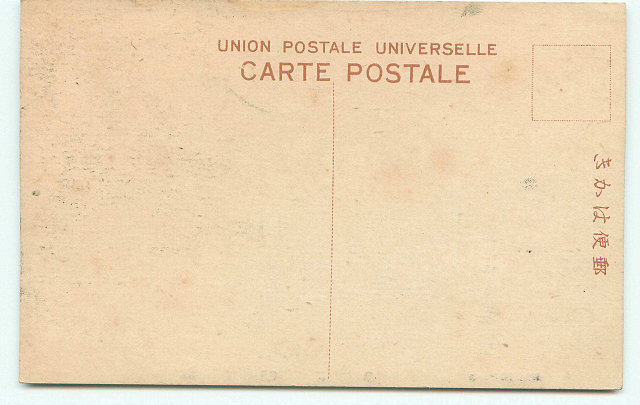 UNION POSTALE UNIVERSELLE
CARTE POSTALE
郵便はかき